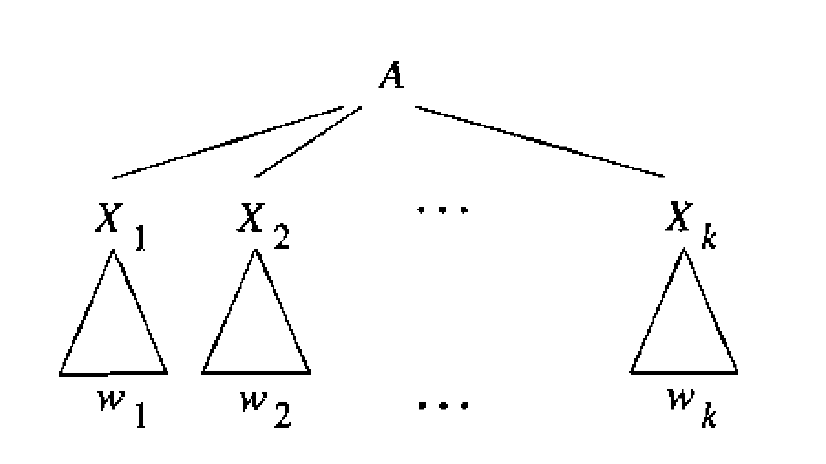 A
X₁ X₂ ... Xₖ
w₁ w₂ ... wₖ